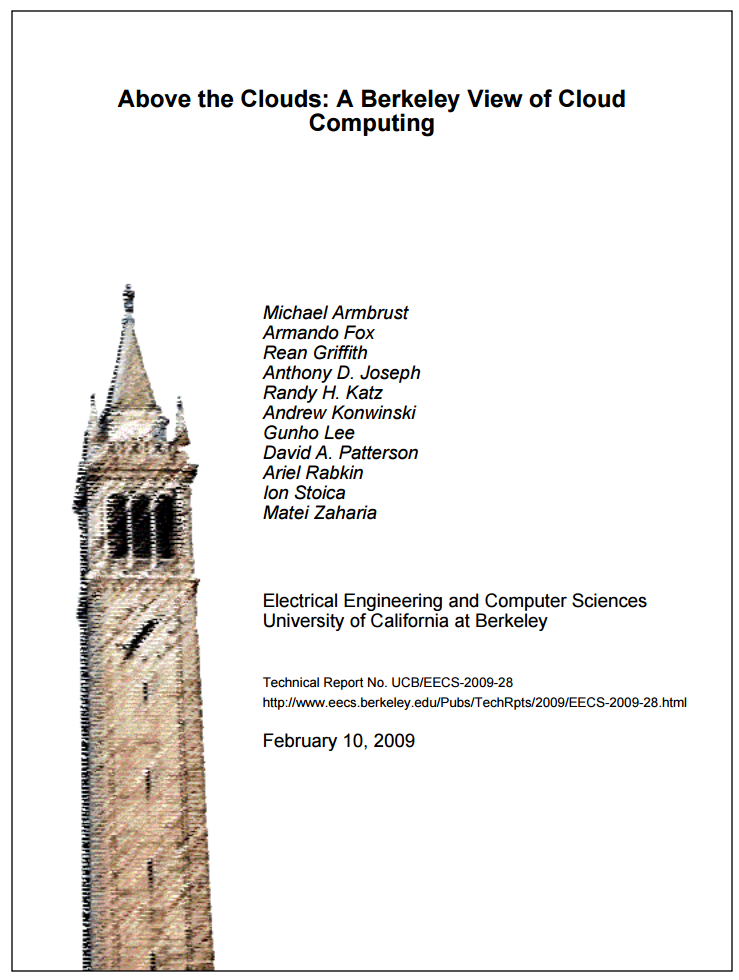 Above the Clouds: A Berkeley View of Cloud
Computing
Michael Armbrust
Armando Fox
Rean Griffith
Anthony D. Joseph
Randy H. Katz
Andrew Konwinski
Gunho Lee
David A. Patterson
Ariel Rabkin
Ion Stoica
Matei Zaharia
Electrical Engineering and Computer Sciences
University of California at Berkeley
Technical Report No. UCB/EECS-2009-28
http://www.eecs.berkeley.edu/Pubs/TechRpts/2009/EECS-2009-28.html
February 10, 2009